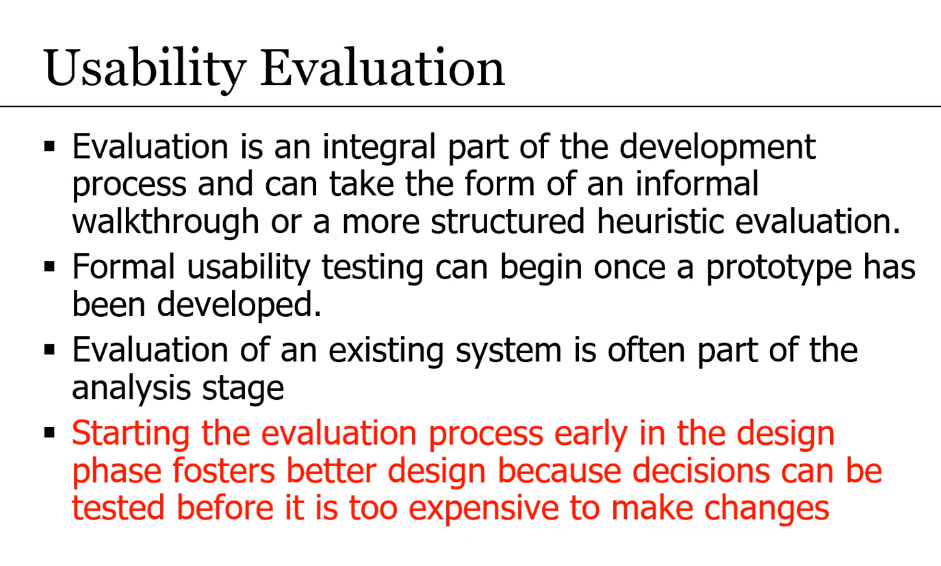 Usability Evaluation
▪ Evaluation is an integral part of the development
process and can take the form of an informal
walkthrough or a more structured heuristic evaluation.
▪ Formal usability testing can begin once a prototype has
been developed.
▪ Evaluation of an existing system is often part of the
analysis stage
▪ Starting the evaluation process early in the design
phase fosters better design because decisions can be
tested before it is too expensive to make changes